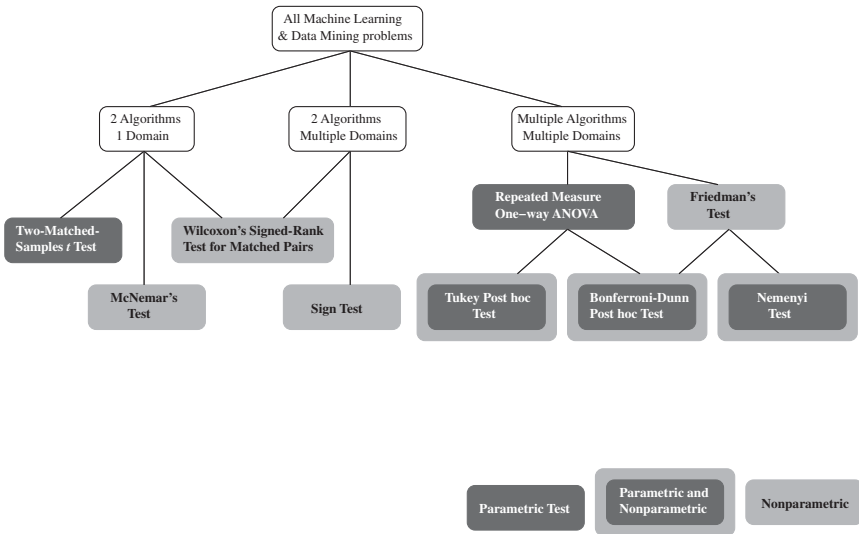 All Machine Learning
& Data Mining problems
2 Algorithms
1 Domain
2 Algorithms
Multiple Domains
Multiple Algorithms
Multiple Domains
Repeated Measure
One−way ANOVA
Friedman's
Test
Two-Matched-
Samples t Test
Wilcoxon's Signed-Rank
Test for Matched Pairs
McNemar's
Test
Sign Test
Tukey Post hoc
Test
Bonferroni-Dunn
Post hoc Test
Nemenyi
Test
Parametric Test
Parametric and
Nonparametric
Nonparametric